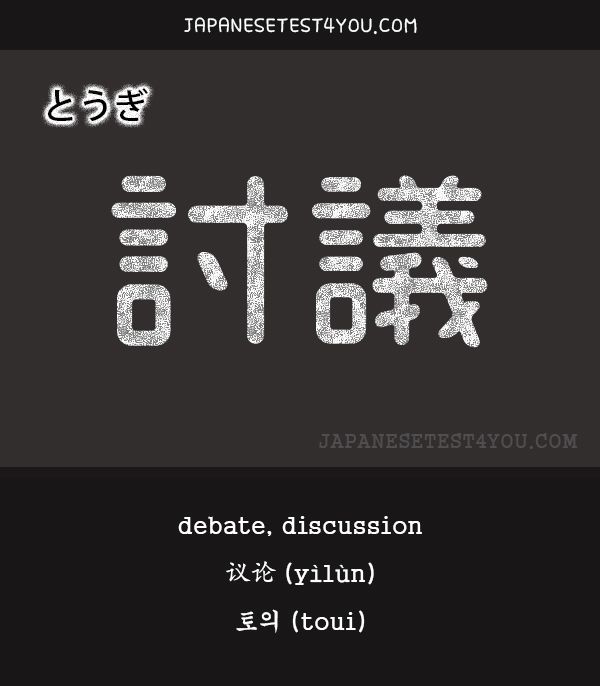 JAPANESETEST4YOU.COM
とうぎ
討議
JAPANESETEST4YOU.COM
debate, discussion
议论 (yìlùn)
토의 (toui)